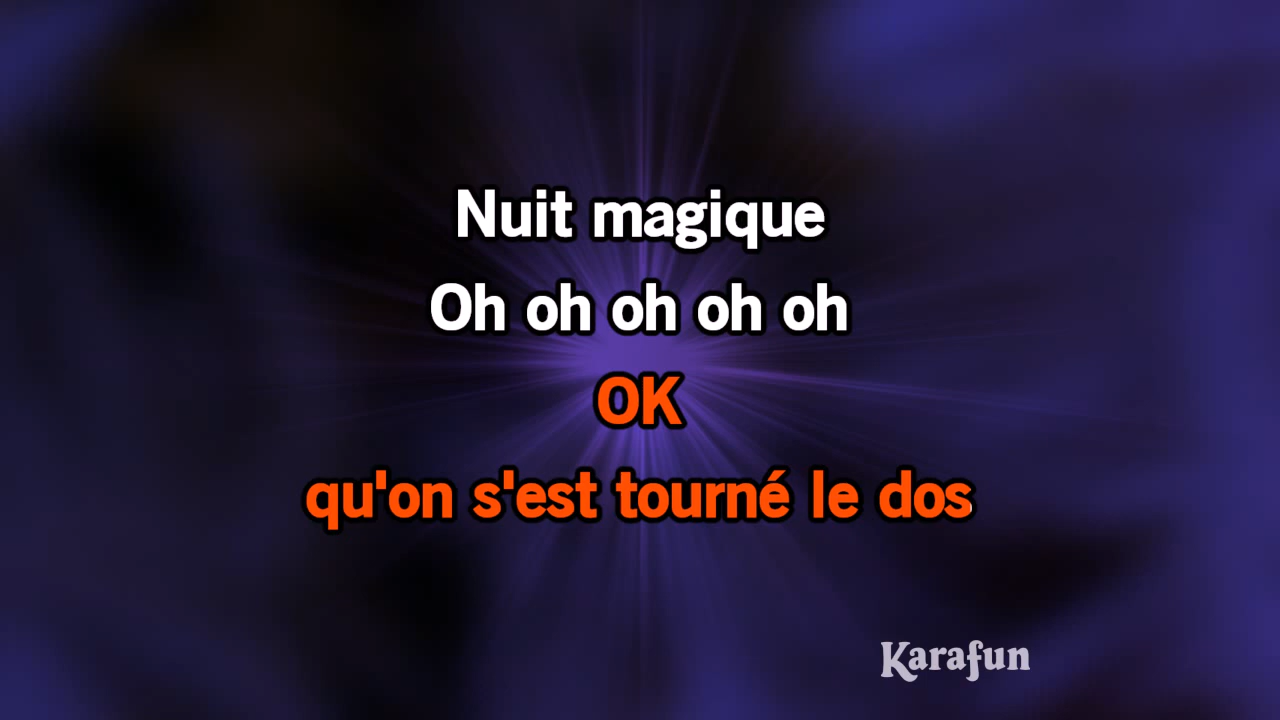 Nuit magique
Oh oh oh oh oh
OK
qu'on s'est tourné le dos
Karafun